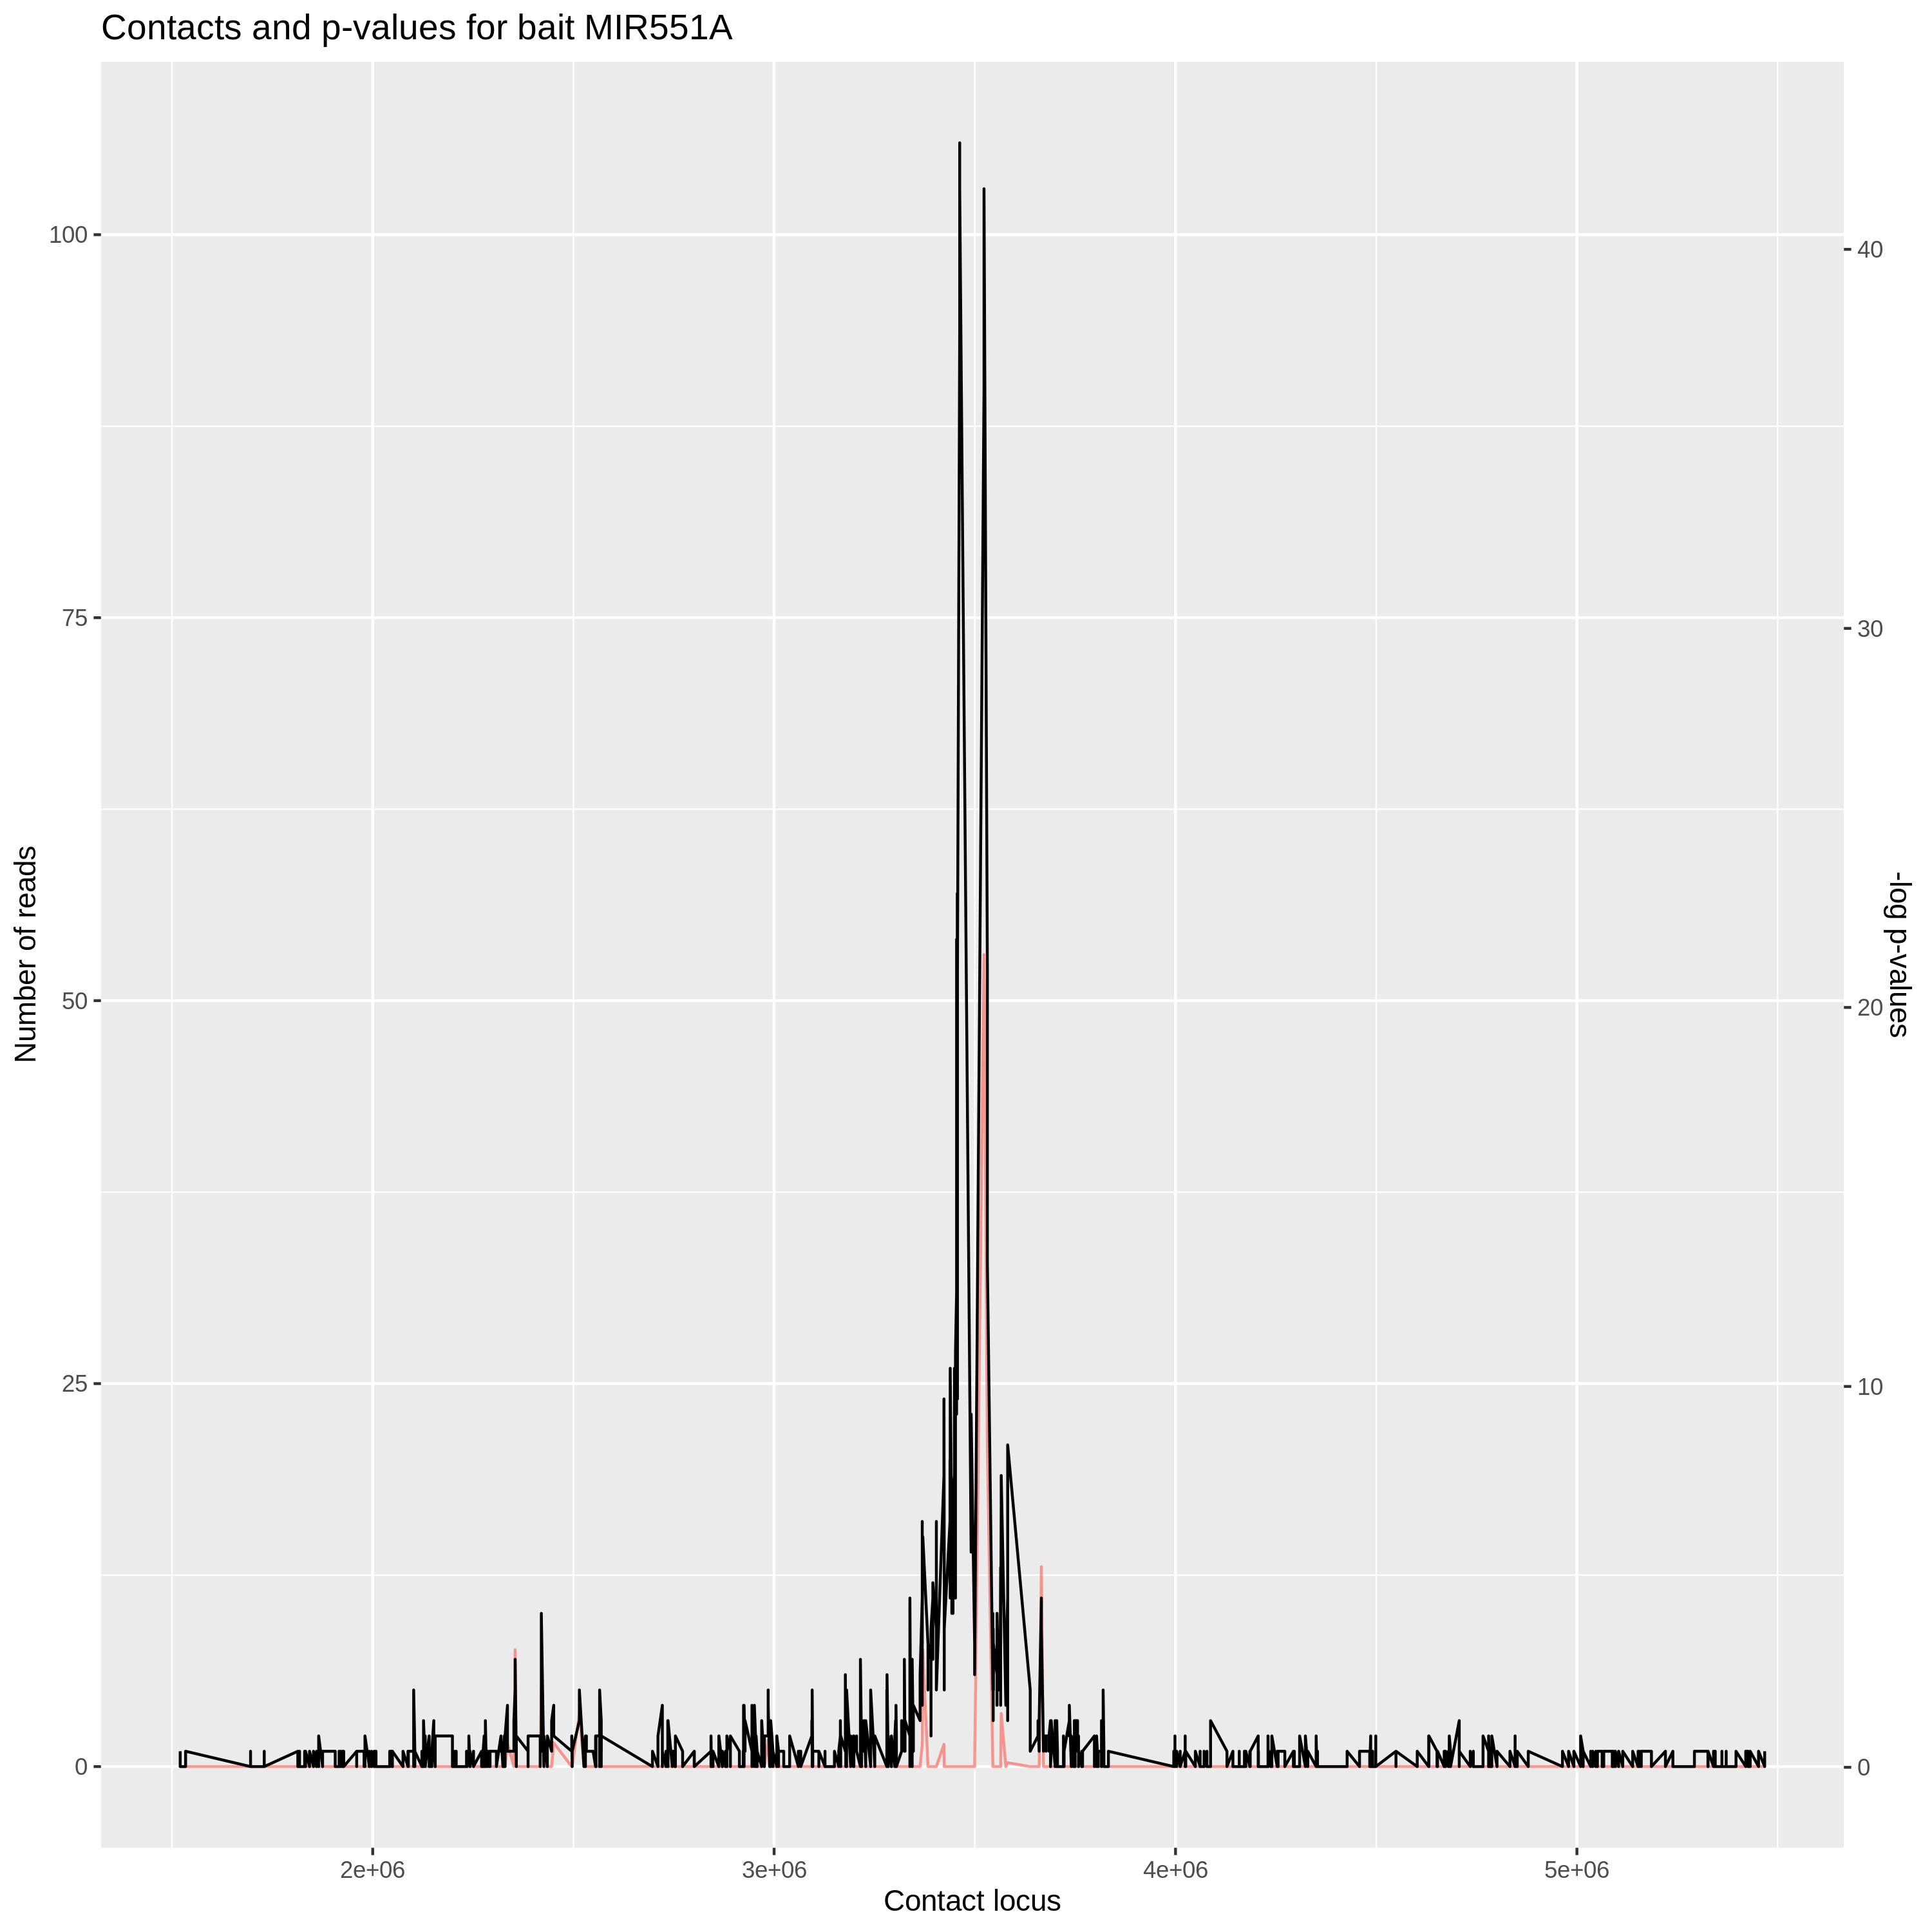 Contacts and p-values for bait MIR551A
100
75
50
25
0
40
30
20
10
0
Number of reads
-log p-values
2e+06
3e+06
4e+06
5e+06
Contact locus